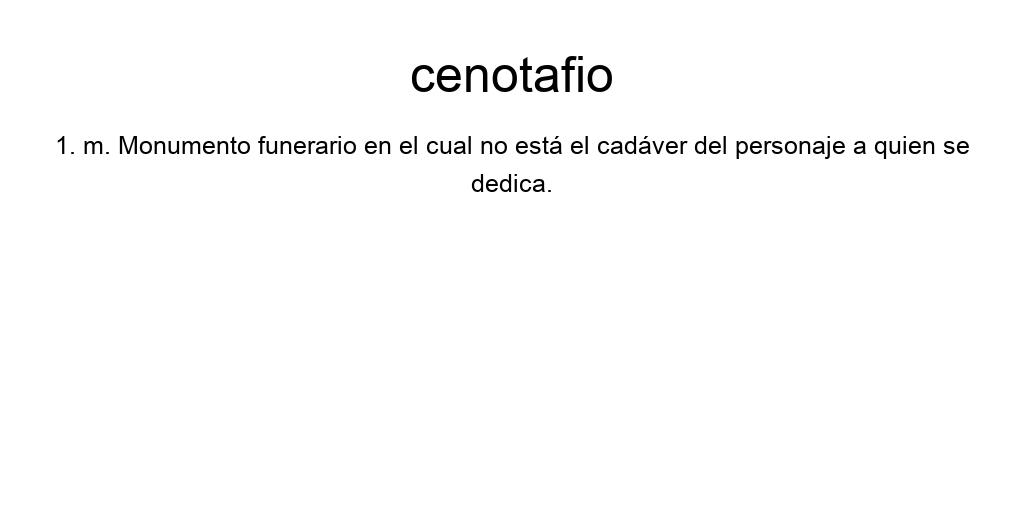 cenotafio
1. m. Monumento funerario en el cual no está el cadáver del personaje a quien se
dedica.